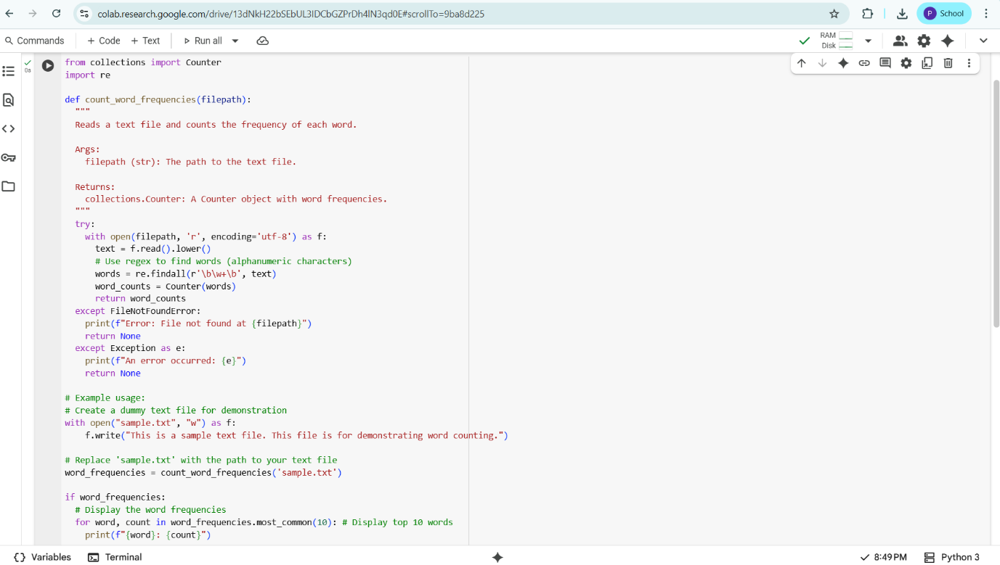 colab.research.google.com/drive/13dNkH22bSEbUL3IDCbGZPrDh4lN3qd0E#scrollTo=9ba8d225
P School
Commands + Code + Text Run all
RAM
Disk
0s
from collections import Counter
import re
def count_word_frequencies(filepath):
"""
Reads a text file and counts the frequency of each word.
Args:
filepath (str): The path to the text file.
Returns:
collections.Counter: A Counter object with word frequencies.
"""
try:
with open(filepath, 'r', encoding='utf-8') as f:
text = f.read().lower()
# Use regex to find words (alphanumeric characters)
words = re.findall(r'\b\w+\b', text)
word_counts = Counter(words)
return word_counts
except FileNotFoundError:
print(f"Error: File not found at {filepath}")
return None
except Exception as e:
print(f"An error occurred: {e}")
return None
# Example usage:
# Create a dummy text file for demonstration
with open("sample.txt", "w") as f:
f.write("This is a sample text file. This file is for demonstrating word counting.")
# Replace 'sample.txt' with the path to your text file
word_frequencies = count_word_frequencies('sample.txt')
if word_frequencies:
# Display the word frequencies
for word, count in word_frequencies.most_common(10): # Display top 10 words
print(f"{word}: {count}")
{} Variables Terminal 8:49 PM Python 3